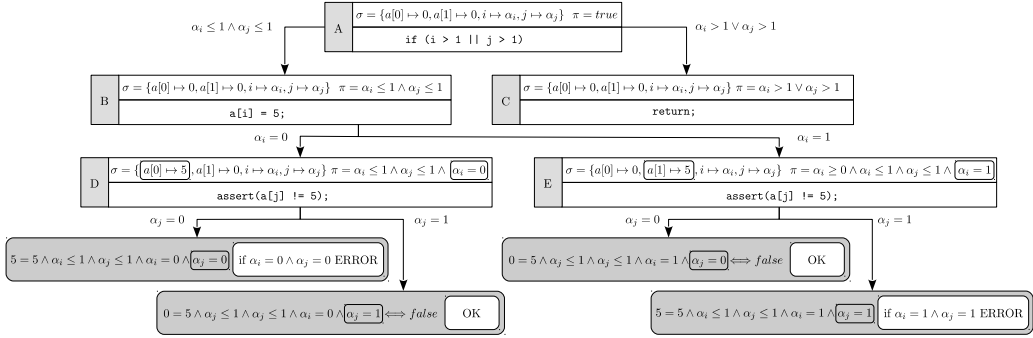 α_i ≤ 1 ∧ α_j ≤ 1
A
σ = {a[0] ↦ 0, a[1] ↦ 0, i ↦ α_i, j ↦ α_j} π = true
if (i > 1 || j > 1)
α_i > 1 ∨ α_j > 1
B
σ = {a[0] ↦ 0, a[1] ↦ 0, i ↦ α_i, j ↦ α_j} π = α_i ≤ 1 ∧ α_j ≤ 1
a[i] = 5;
C
σ = {a[0] ↦ 0, a[1] ↦ 0, i ↦ α_i, j ↦ α_j} π = α_i > 1 ∨ α_j > 1
return;
α_i = 0
α_i = 1
D
σ = {a[0] ↦ 5, a[1] ↦ 0, i ↦ α_i, j ↦ α_j} π = α_i ≤ 1 ∧ α_j ≤ 1 ∧ α_i = 0
assert(a[j] != 5);
E
σ = {a[0] ↦ 0, a[1] ↦ 5, i ↦ α_i, j ↦ α_j} π = α_i ≥ 0 ∧ α_i ≤ 1 ∧ α_j ≤ 1 ∧ α_i = 1
assert(a[j] != 5);
α_j = 0
α_j = 1
α_j = 0
α_j = 1
5 = 5 ∧ α_i ≤ 1 ∧ α_j ≤ 1 ∧ α_i = 0 ∧ α_j = 0
if α_i = 0 ∧ α_j = 0 ERROR
0 = 5 ∧ α_j ≤ 1 ∧ α_j ≤ 1 ∧ α_i = 1 ∧ α_j = 0 ⟺ false
OK
0 = 5 ∧ α_j ≤ 1 ∧ α_j ≤ 1 ∧ α_i = 0 ∧ α_j = 1 ⟺ false
OK
5 = 5 ∧ α_i ≤ 1 ∧ α_j ≤ 1 ∧ α_i = 1 ∧ α_j = 1
if α_i = 1 ∧ α_j = 1 ERROR